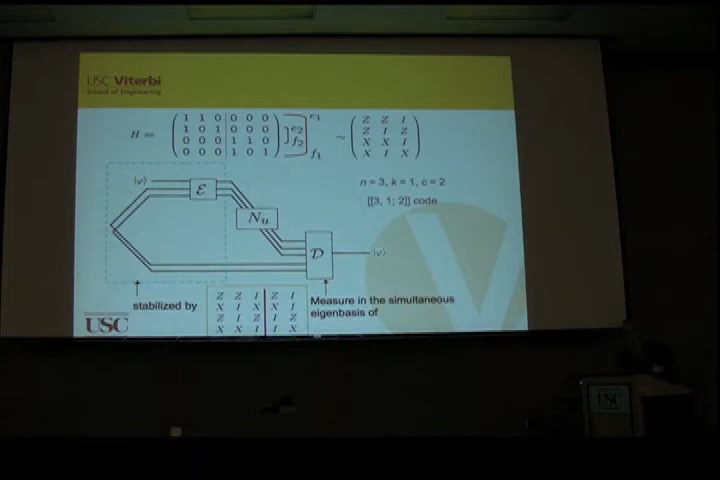 USC Viterbi
School of Engineering
H =
1 1 0 0 0 0
1 0 1 0 0 0
0 0 0 1 1 0
0 0 0 1 0 1
e1
e2
f2
f1
~
Z Z I
Z I Z
X X I
X I X
n = 3, k = 1, c = 2
[[3, 1; 2]] code
|ψ⟩
ℰ
Nu
𝒟
|ψ⟩
stabilized by
Z Z I Z I
X I X X I
Z I Z I Z
X X I I X
Measure in the simultaneous
eigenbasis of
USC
USC